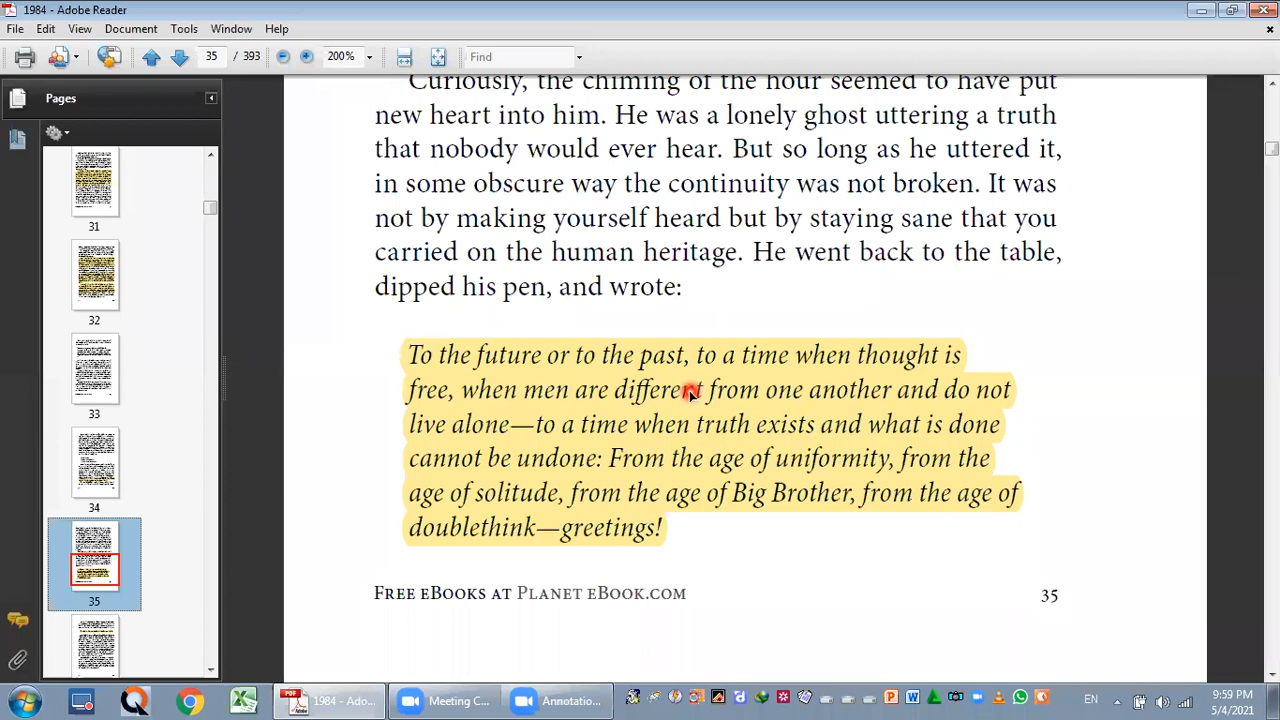 1984 - Adobe Reader
File Edit View Document Tools Window Help
35 / 393 200% Find
Pages
31
32
33
34
35
Curiously, the chiming of the hour seemed to have put
new heart into him. He was a lonely ghost uttering a truth
that nobody would ever hear. But so long as he uttered it,
in some obscure way the continuity was not broken. It was
not by making yourself heard but by staying sane that you
carried on the human heritage. He went back to the table,
dipped his pen, and wrote:
To the future or to the past, to a time when thought is
free, when men are different from one another and do not
live alone—to a time when truth exists and what is done
cannot be undone: From the age of uniformity, from the
age of solitude, from the age of Big Brother, from the age of
doublethink—greetings!
Free eBooks at Planet eBook.com 35
1984 - Ado... Meeting C... Annotatio... EN 9:59 PM
5/4/2021